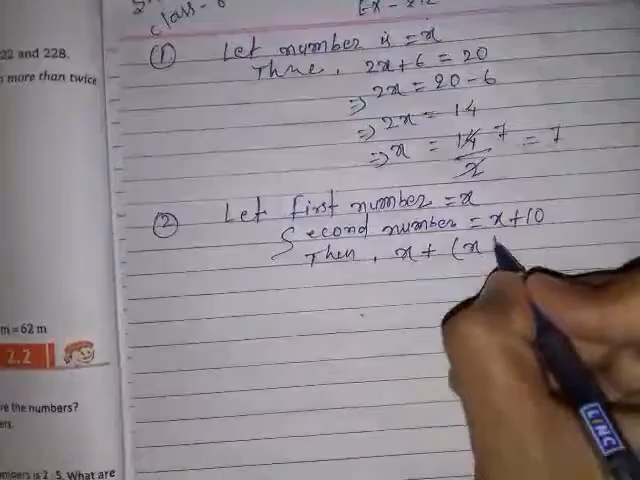 class-8
Ex - 2.2
22 and 228.
more than twice
(1) Let number is = x
Thne, 2x+6 = 20
⇒ 2x = 20-6
⇒ 2x = 14
⇒ x = 14/2 7 = 7
(2) Let first number = x
Second number = x+10
Then, x + (x
m = 62 m
2.2
re the numbers?
ers.
mbers is 2 : 5. What are
LINC